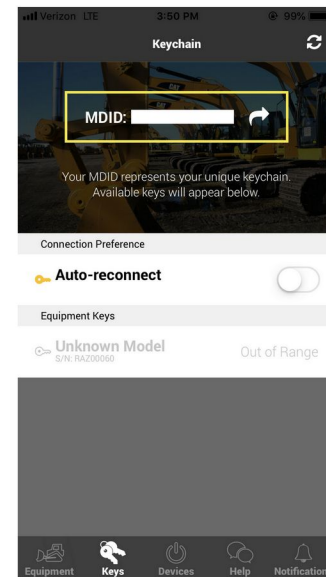 Verizon LTE 3:50 PM 99%
Keychain
MDID:
Your MDID represents your unique keychain.
Available keys will appear below.
Connection Preference
Auto-reconnect
Equipment Keys
Unknown Model
S/N: RAZ00060
Out of Range
Equipment Keys Devices Help Notification